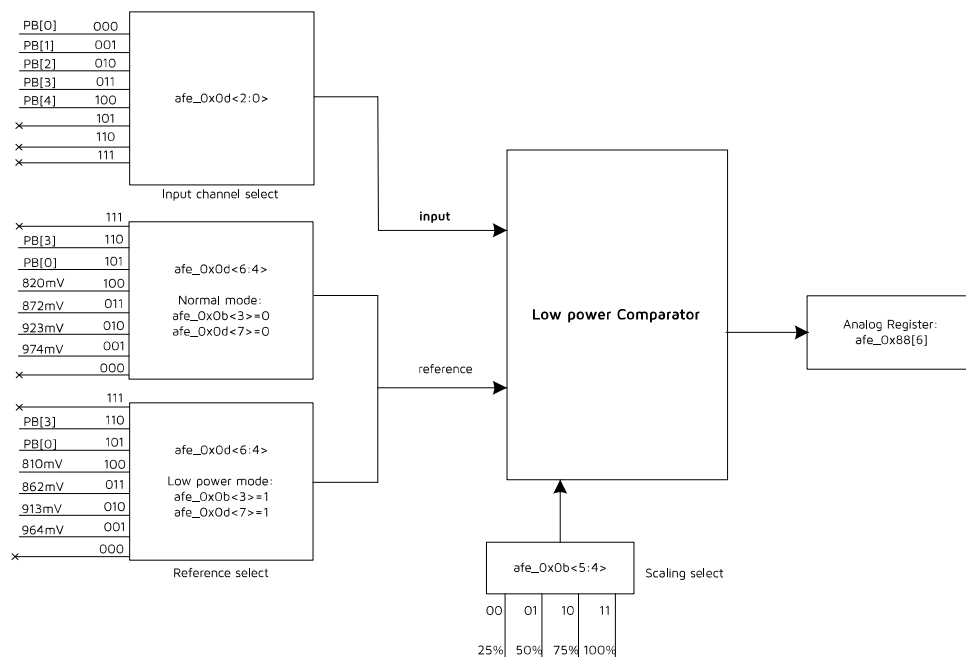 PB[0] 000
PB[1] 001
PB[2] 010
PB[3] 011
PB[4] 100
101
110
111
afe_0x0d<2:0>
Input channel select
input
111
PB[3] 110
PB[0] 101
820mV 100
872mV 011
923mV 010
974mV 001
000
afe_0x0d<6:4>
Normal mode:
afe_0x0b<3>=0
afe_0x0d<7>=0
reference
111
PB[3] 110
PB[0] 101
810mV 100
862mV 011
913mV 010
964mV 001
000
afe_0x0d<6:4>
Low power mode:
afe_0x0b<3>=1
afe_0x0d<7>=1
Reference select
Low power Comparator
Analog Register:
afe_0x88[6]
afe_0x0b<5:4>
Scaling select
00 01 10 11
25% 50% 75% 100%